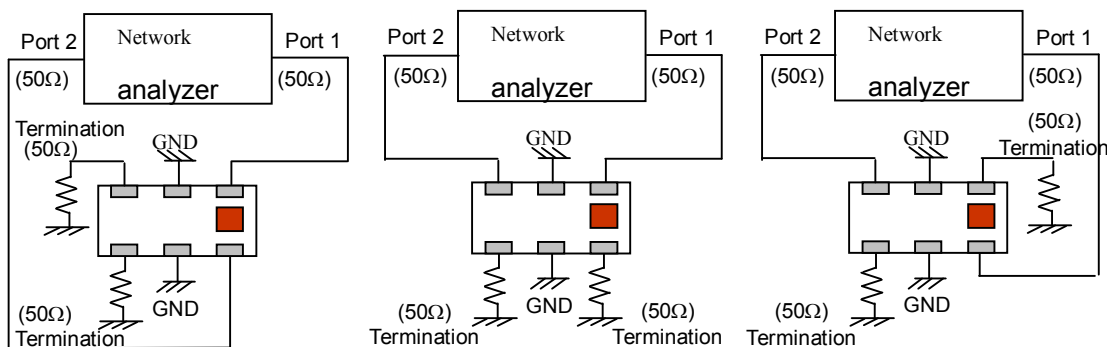 Port 2
Network
Port 1
(50Ω)
analyzer
(50Ω)
Termination
(50Ω)
GND
(50Ω)
Termination
GND
Port 2
Network
Port 1
(50Ω)
analyzer
(50Ω)
GND
(50Ω)
Termination
GND
(50Ω)
Termination
Port 2
Network
Port 1
(50Ω)
analyzer
(50Ω)
(50Ω)
Termination
GND
(50Ω)
Termination
GND